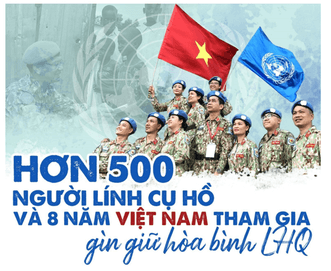 HƠN 500
NGƯỜI LÍNH CỤ HỒ
VÀ 8 NĂM VIỆT NAM THAM GIA
gìn giữ hòa bình LHQ